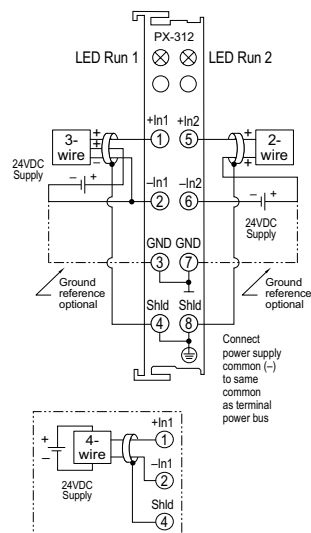 PX-312
LED Run 1
LED Run 2
+In1
+In2
1
5
3-
wire
+
+
−
2-
wire
+
+
24VDC
Supply
− +
−In1
−In2
2
6
− +
24VDC
Supply
GND
GND
3
7
Ground
reference
optional
Ground
reference
optional
Shld
Shld
4
8
Connect
power supply
common (–)
to same
common
as terminal
power bus
+In1
1
+
−
4-
wire
−In1
2
24VDC
Supply
Shld
4